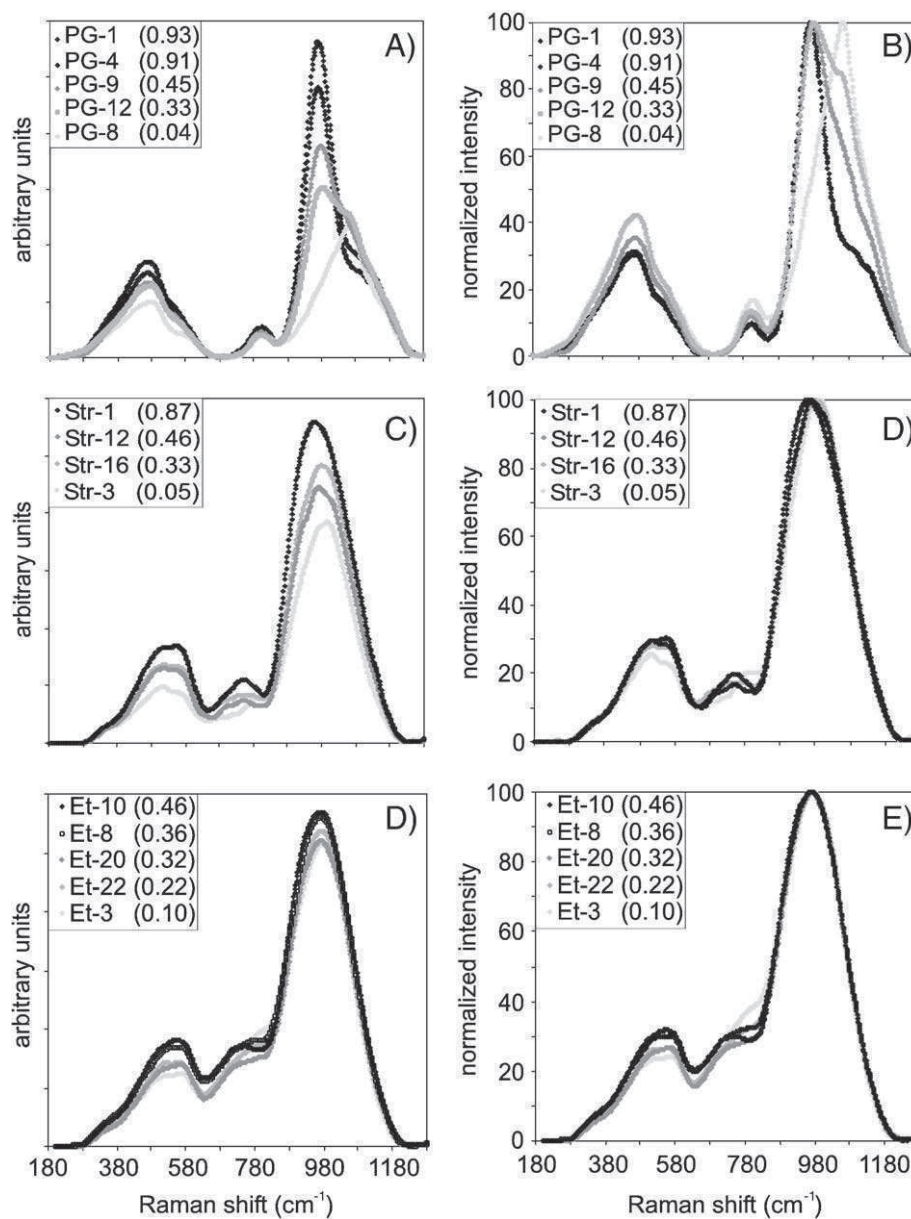 A)
PG-1 (0.93)
PG-4 (0.91)
PG-9 (0.45)
PG-12 (0.33)
PG-8 (0.04)
arbitrary units
B)
PG-1 (0.93)
PG-4 (0.91)
PG-9 (0.45)
PG-12 (0.33)
PG-8 (0.04)
normalized intensity
100
80
60
40
20
0
C)
Str-1 (0.87)
Str-12 (0.46)
Str-16 (0.33)
Str-3 (0.05)
arbitrary units
D)
Str-1 (0.87)
Str-12 (0.46)
Str-16 (0.33)
Str-3 (0.05)
normalized intensity
100
80
60
40
20
0
D)
Et-10 (0.46)
Et-8 (0.36)
Et-20 (0.32)
Et-22 (0.22)
Et-3 (0.10)
arbitrary units
180 380 580 780 980 1180
Raman shift (cm⁻¹)
E)
Et-10 (0.46)
Et-8 (0.36)
Et-20 (0.32)
Et-22 (0.22)
Et-3 (0.10)
normalized intensity
100
80
60
40
20
0
180 380 580 780 980 1180
Raman shift (cm⁻¹)